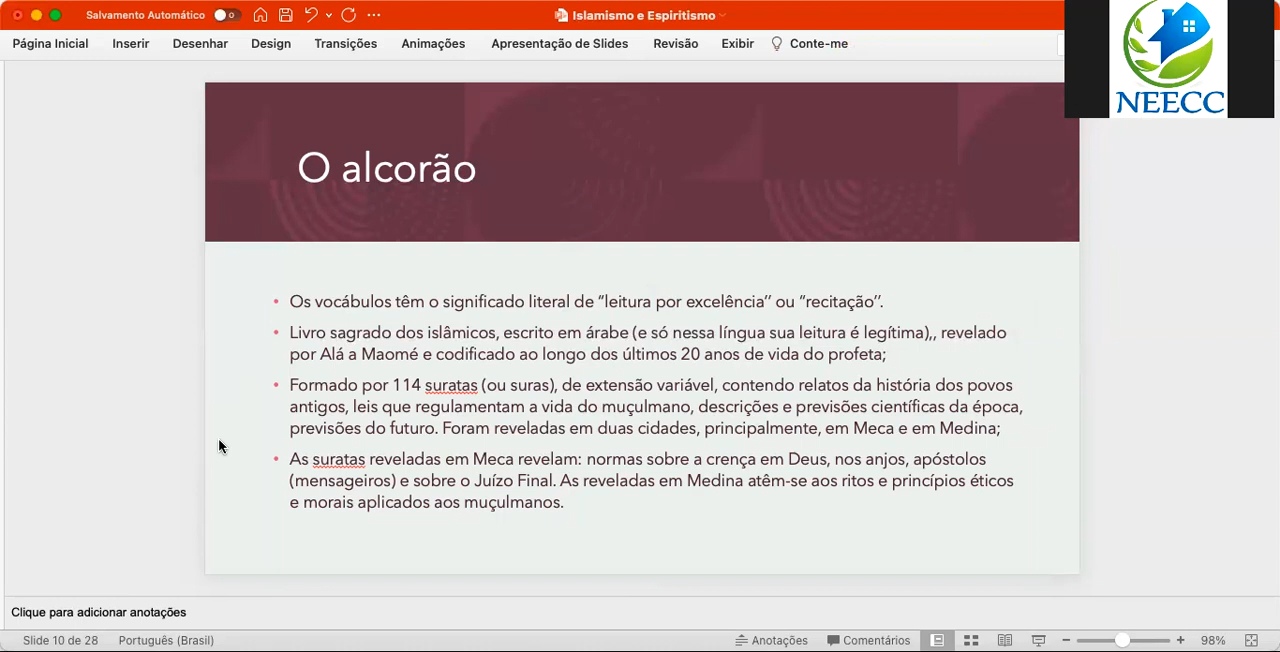 Salvamento Automático
Islamismo e Espiritismo
Página Inicial Inserir Desenhar Design Transições Animações Apresentação de Slides Revisão Exibir Conte-me
NEECC
O alcorão
• Os vocábulos têm o significado literal de “leitura por excelência” ou “recitação”.
• Livro sagrado dos islâmicos, escrito em árabe (e só nessa língua sua leitura é legítima),, revelado
por Alá a Maomé e codificado ao longo dos últimos 20 anos de vida do profeta;
• Formado por 114 suratas (ou suras), de extensão variável, contendo relatos da história dos povos
antigos, leis que regulamentam a vida do muçulmano, descrições e previsões científicas da época,
previsões do futuro. Foram reveladas em duas cidades, principalmente, em Meca e em Medina;
• As suratas reveladas em Meca revelam: normas sobre a crença em Deus, nos anjos, apóstolos
(mensageiros) e sobre o Juízo Final. As reveladas em Medina atêm-se aos ritos e princípios éticos
e morais aplicados aos muçulmanos.
Clique para adicionar anotações
Slide 10 de 28 Português (Brasil) Anotações Comentários 98%